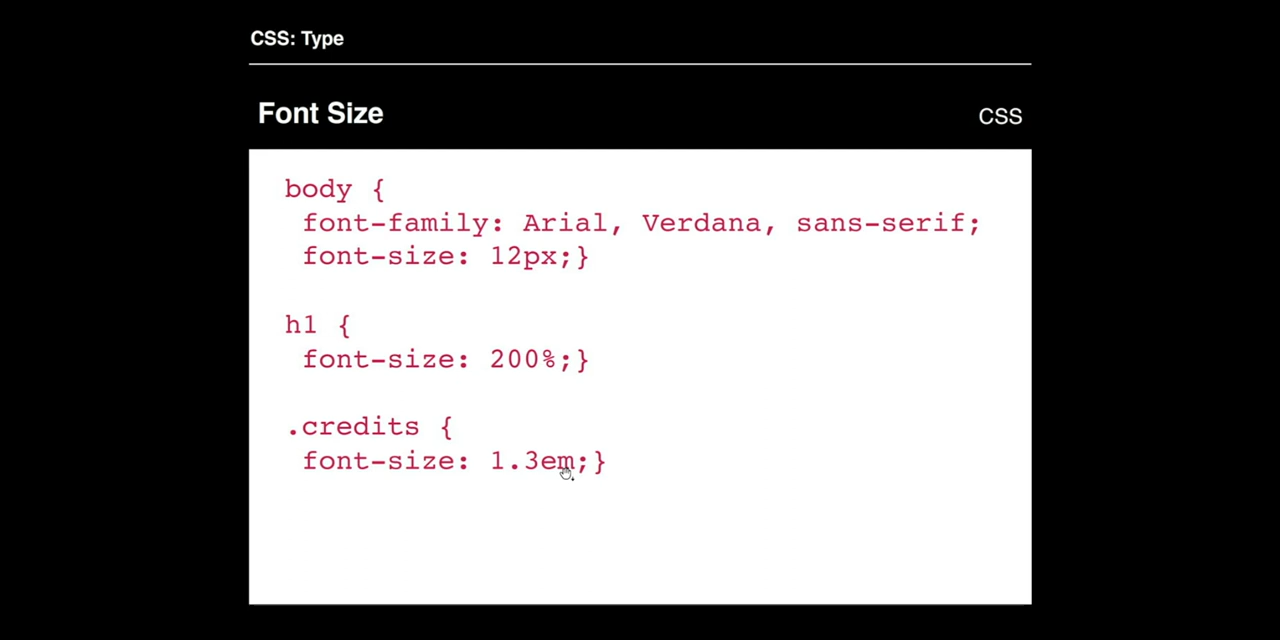 CSS: Type
Font Size
CSS
body {
font-family: Arial, Verdana, sans-serif;
font-size: 12px;}
h1 {
font-size: 200%;}
.credits {
font-size: 1.3em;}